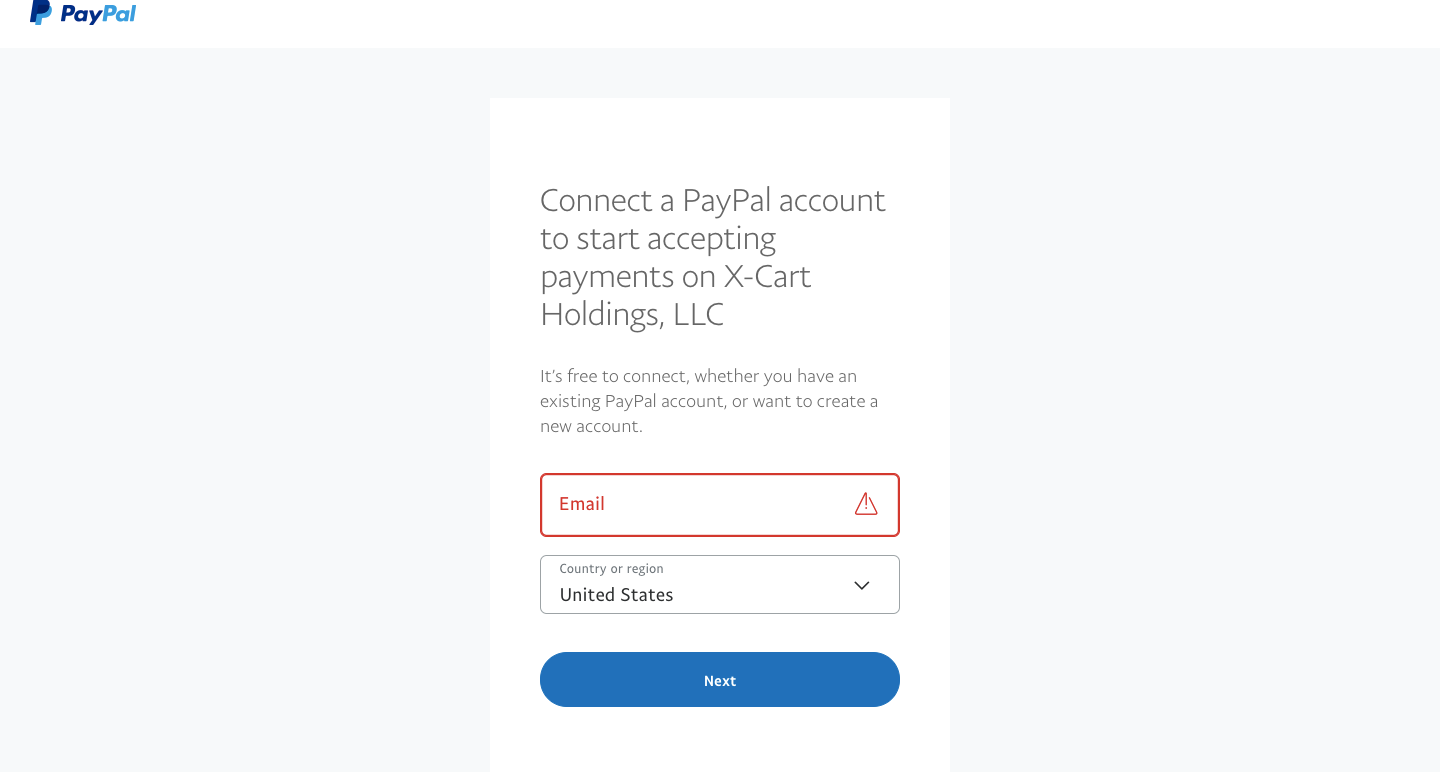 PayPal
Connect a PayPal account
to start accepting
payments on X-Cart
Holdings, LLC
It's free to connect, whether you have an
existing PayPal account, or want to create a
new account.
Email
Country or region
United States
Next